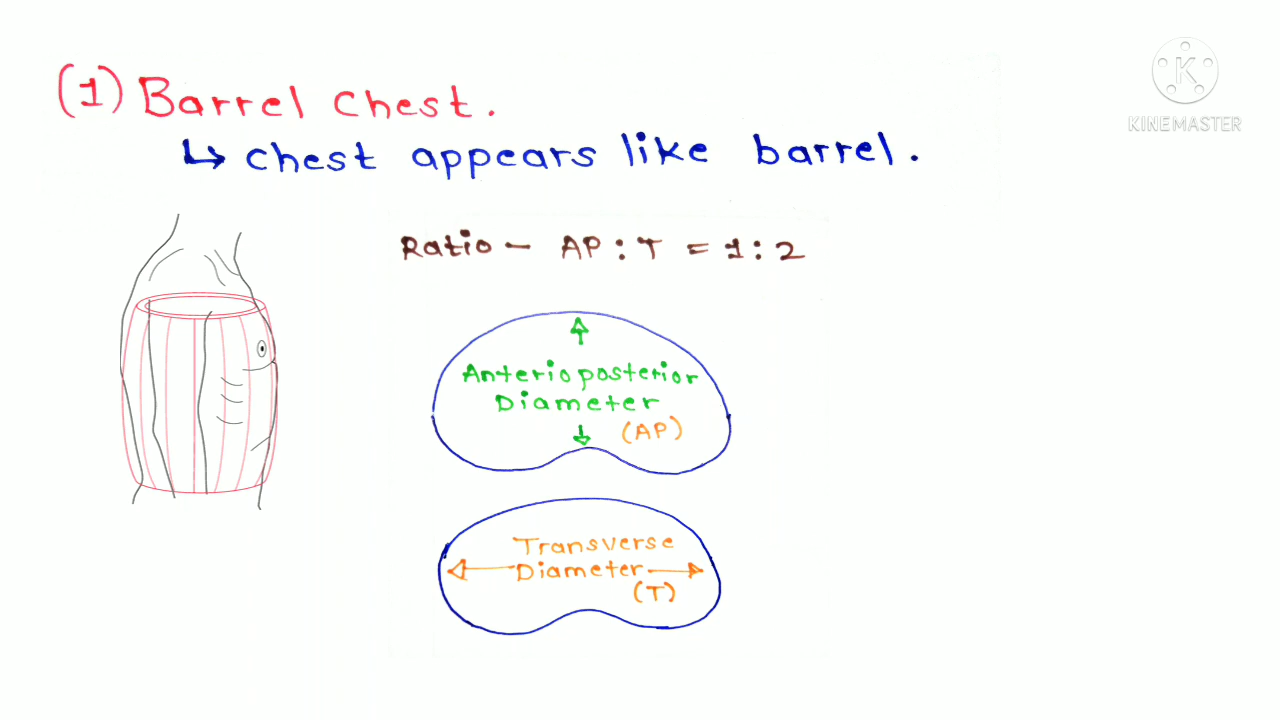 (1) Barrel Chest.
↳ chest appears like barrel.
Ratio - AP : T = 1 : 2
Anterioposterior
Diameter
(AP)
Transverse
Diameter
(T)
K
KINEMASTER